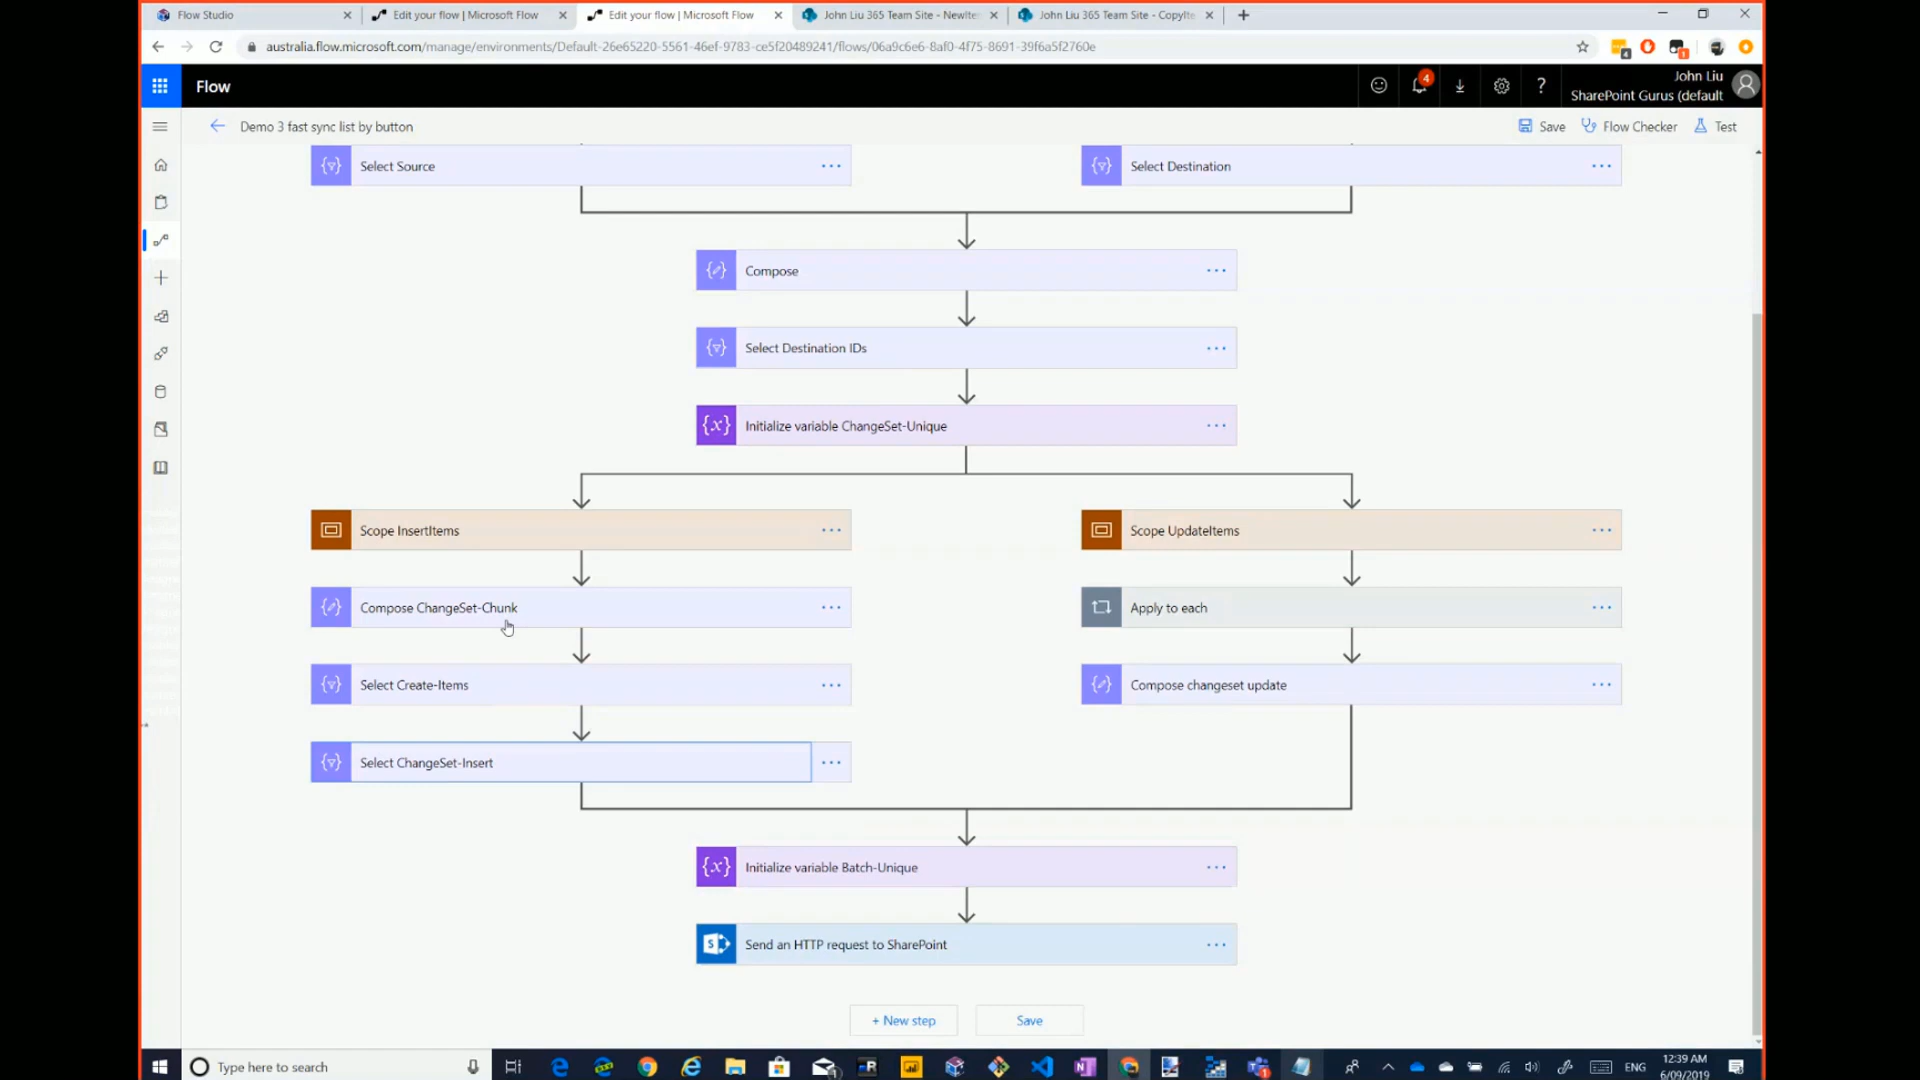 Flow Studio
Edit your flow | Microsoft Flow
Edit your flow | Microsoft Flow
John Liu 365 Team Site - NewIte
John Liu 365 Team Site - CopyIte
australia.flow.microsoft.com/manage/environments/Default-26e65220-5561-46ef-9783-ce5f20489241/flows/06a9c6e6-8af0-4f75-8691-39f6a5f2760e
Flow
4
John Liu
SharePoint Gurus (default
Demo 3 fast sync list by button
Save
Flow Checker
Test
Select Source
Select Destination
Compose
Select Destination IDs
{x} Initialize variable ChangeSet-Unique
Scope InsertItems
Scope UpdateItems
Compose ChangeSet-Chunk
Apply to each
Select Create-Items
Compose changeset update
Select ChangeSet-Insert
{x} Initialize variable Batch-Unique
Send an HTTP request to SharePoint
+ New step
Save
Type here to search
ENG
12:39 AM
6/09/2019